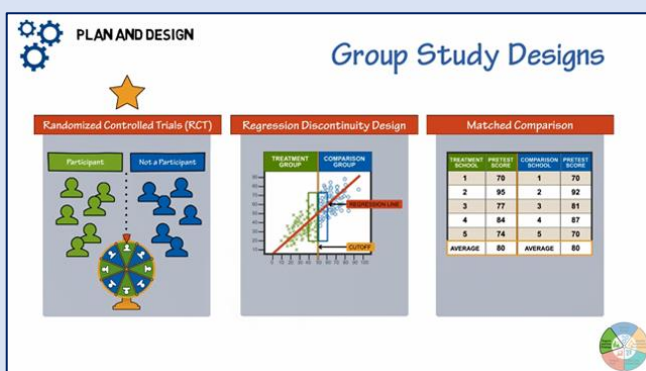 PLAN AND DESIGN
Group Study Designs
Randomized Controlled Trials (RCT)
Participant
Not a Participant
Regression Discontinuity Design
TREATMENT GROUP
COMPARISON GROUP
REGRESSION LINE
CUTOFF
Matched Comparison
TREATMENT SCHOOL PRETEST SCORE COMPARISON SCHOOL PRETEST SCORE
1 70 1 70
2 95 2 92
3 77 3 81
4 84 4 87
5 74 5 70
AVERAGE 80 AVERAGE 80